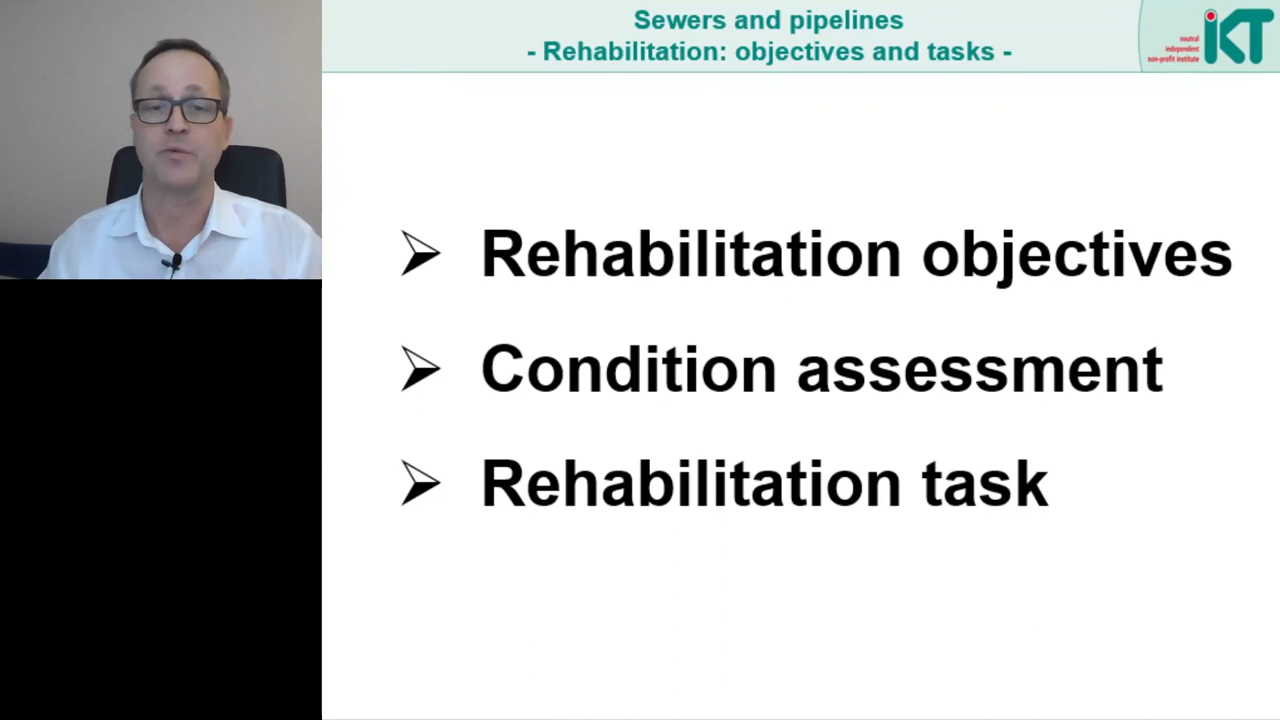 Sewers and pipelines
- Rehabilitation: objectives and tasks -
neutral
independent
non-profit institute
iKT
Rehabilitation objectives
Condition assessment
Rehabilitation task